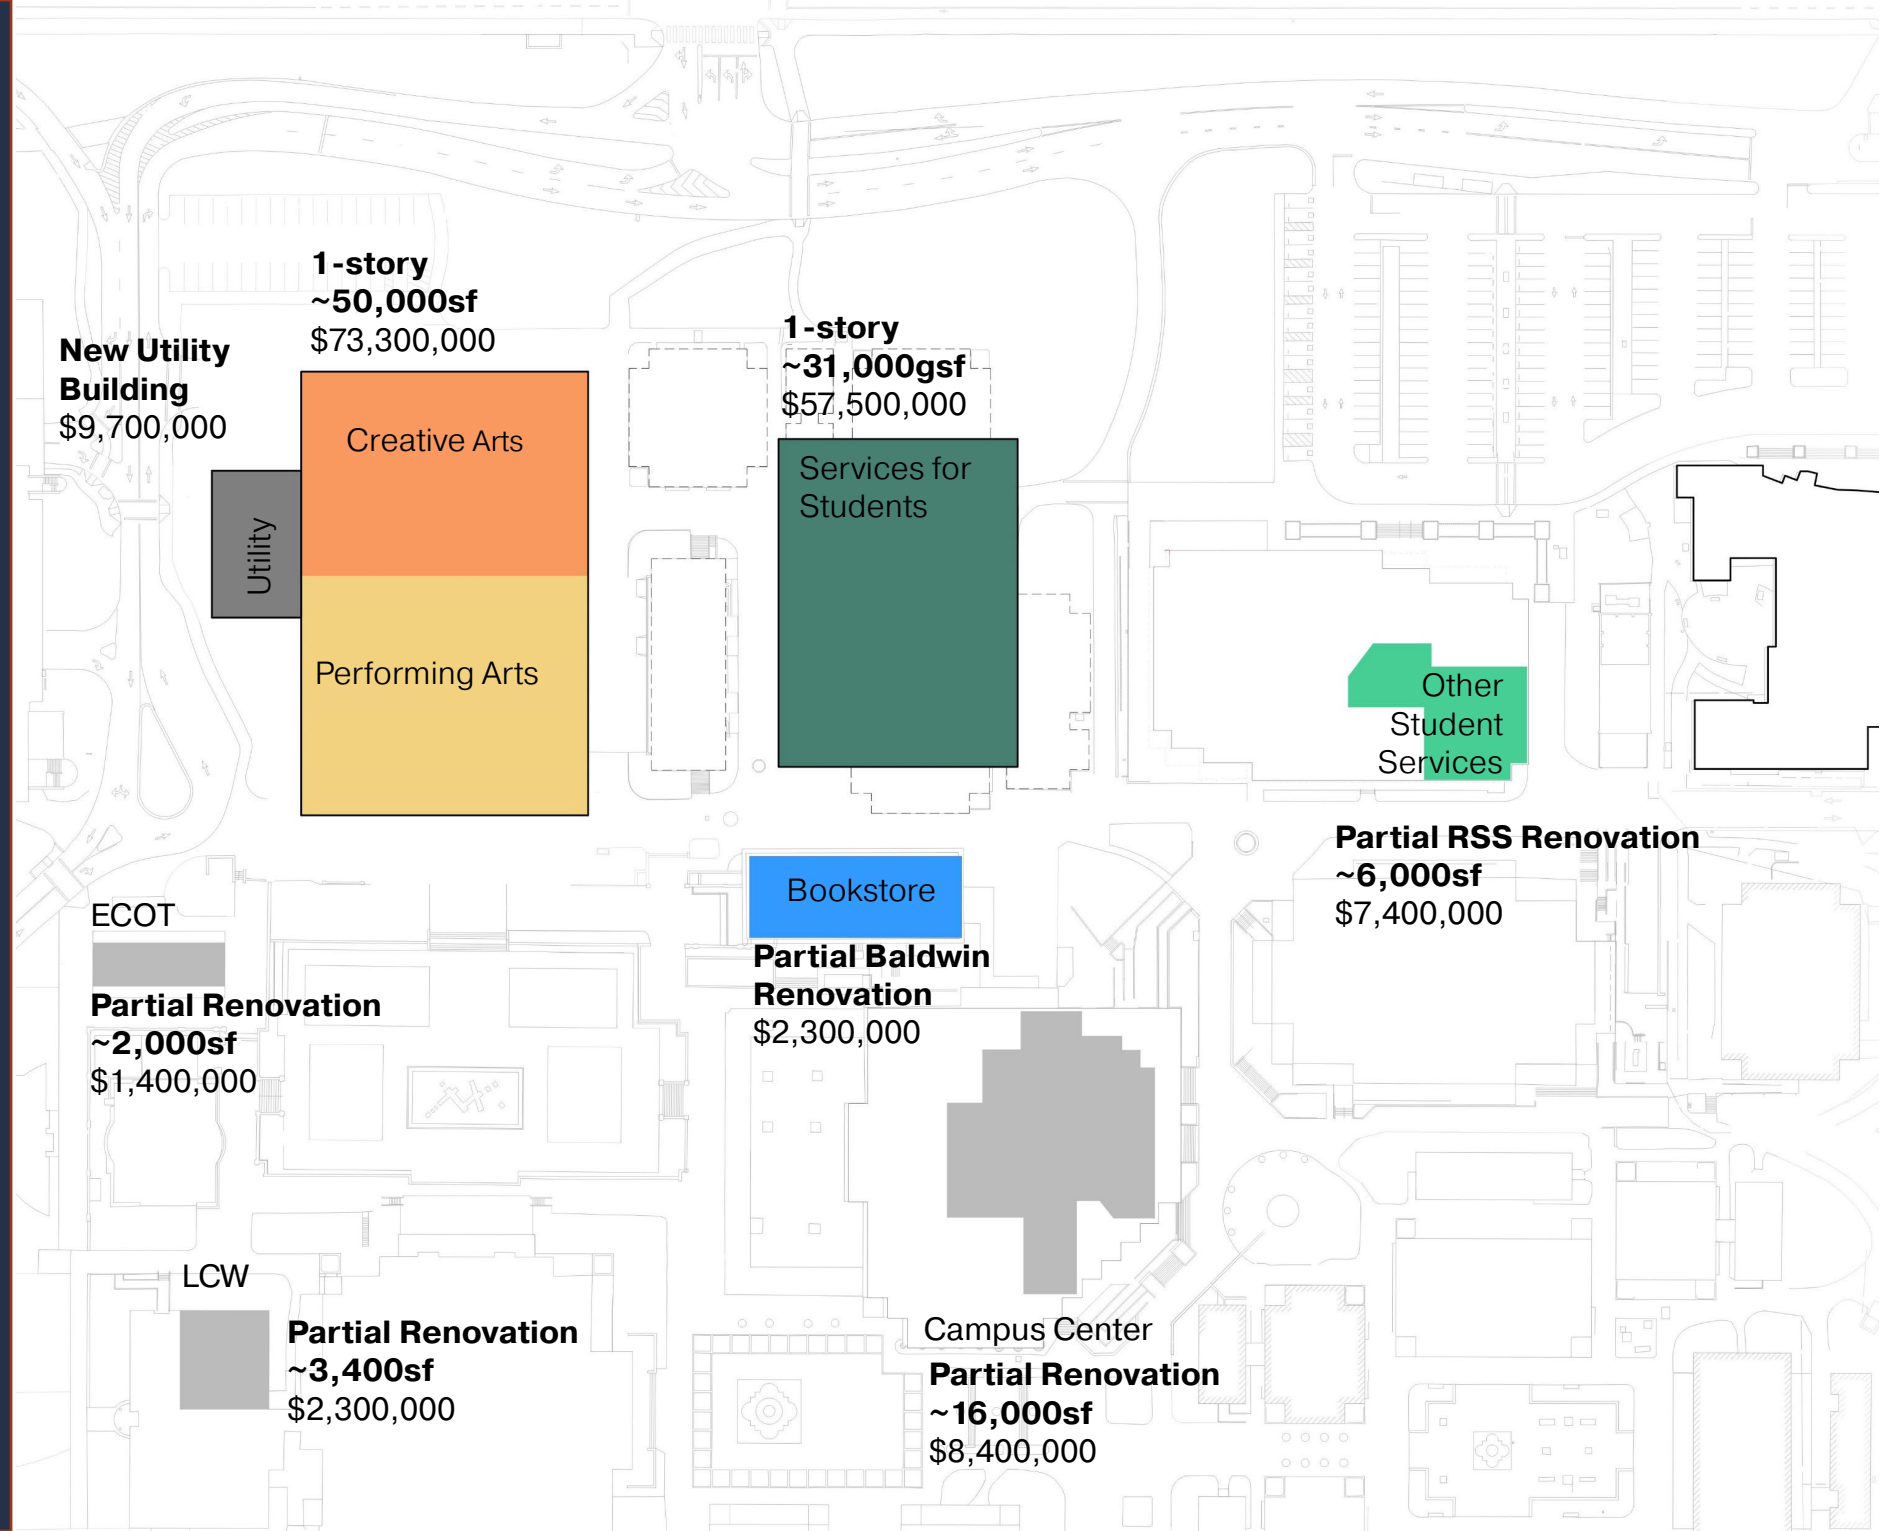 1-story
~50,000sf
$73,300,000
New Utility
Building
$9,700,000
Utility
Creative Arts
Performing Arts
1-story
~31,000gsf
$57,500,000
Services for
Students
Other
Student
Services
Partial RSS Renovation
~6,000sf
$7,400,000
Bookstore
Partial Baldwin
Renovation
$2,300,000
ECOT
Partial Renovation
~2,000sf
$1,400,000
LCW
Partial Renovation
~3,400sf
$2,300,000
Campus Center
Partial Renovation
~16,000sf
$8,400,000